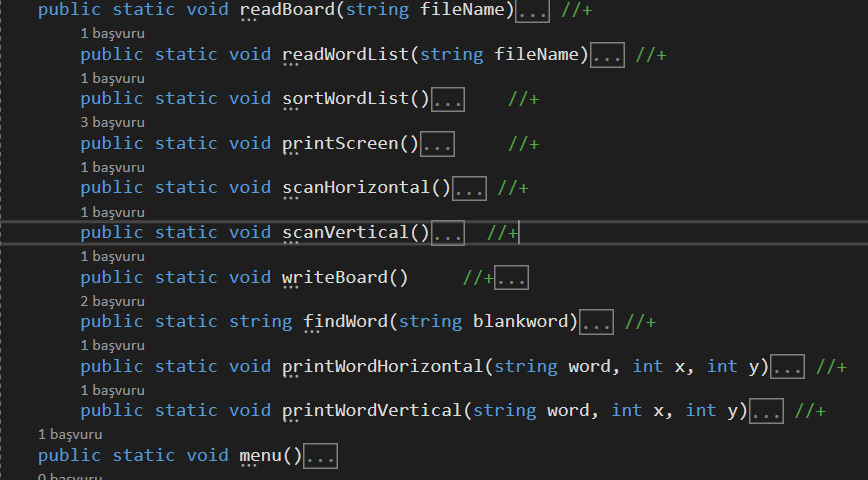 public static void readBoard(string fileName)... //+
1 başvuru
public static void readWordList(string fileName)... //+
1 başvuru
public static void sortWordList()... //+
3 başvuru
public static void printScreen()... //+
1 başvuru
public static void scanHorizontal()... //+
1 başvuru
public static void scanVertical()... //+
1 başvuru
public static void writeBoard() //+...
2 başvuru
public static string findWord(string blankword)... //+
1 başvuru
public static void printWordHorizontal(string word, int x, int y)... //+
1 başvuru
public static void printWordVertical(string word, int x, int y)... //+
1 başvuru
public static void menu()...
0 başvuru